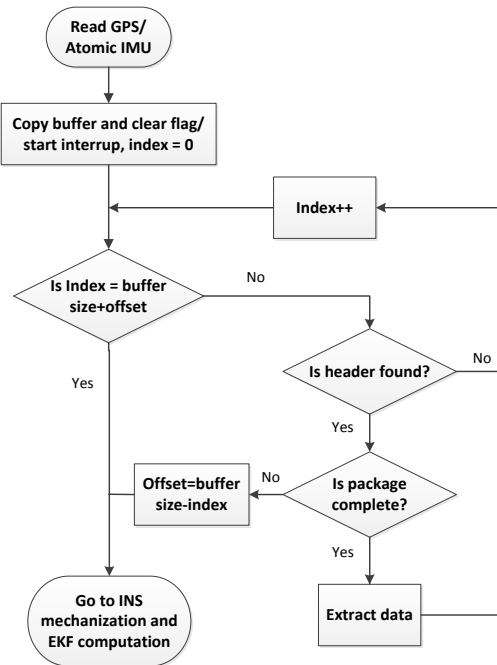 Read GPS/
Atomic IMU
Copy buffer and clear flag/
start interrup, index = 0
Index++
Is Index = buffer
size+offset
No
Is header found?
No
Yes
Yes
Offset=buffer
size-index
No
Is package
complete?
Yes
Go to INS
mechanization and
EKF computation
Extract data